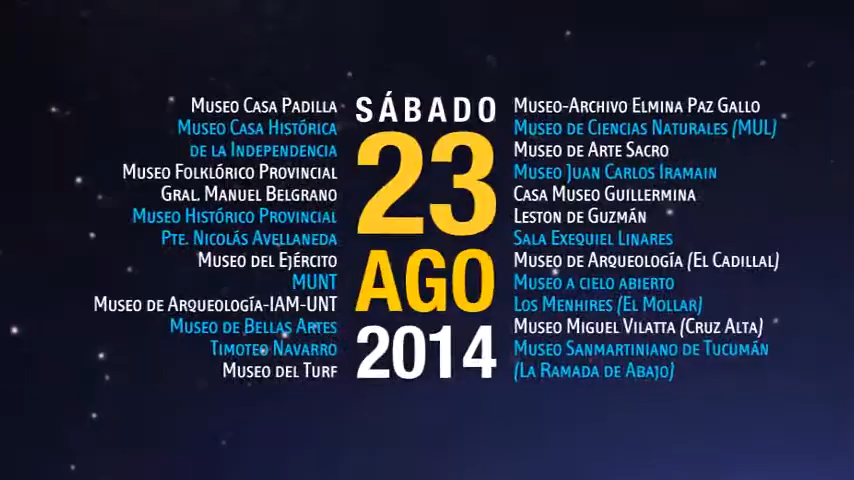 Museo Casa Padilla
Museo Casa Histórica
de la Independencia
Museo Folklórico Provincial
Gral. Manuel Belgrano
Museo Histórico Provincial
Pte. Nicolás Avellaneda
Museo del Ejército
MUNT
Museo de Arqueología-IAM-UNT
Museo de Bellas Artes
Timoteo Navarro
Museo del Turf
SÁBADO
23
AGO
2014
Museo-Archivo Elmina Paz Gallo
Museo de Ciencias Naturales (MUL)
Museo de Arte Sacro
Museo Juan Carlos Iramain
Casa Museo Guillermina
Leston de Guzmán
Sala Exequiel Linares
Museo de Arqueología (El Cadillal)
Museo a cielo abierto
Los Menhires (El Mollar)
Museo Miguel Vilatta (Cruz Alta)
Museo Sanmartiniano de Tucumán
(La Ramada de Abajo)